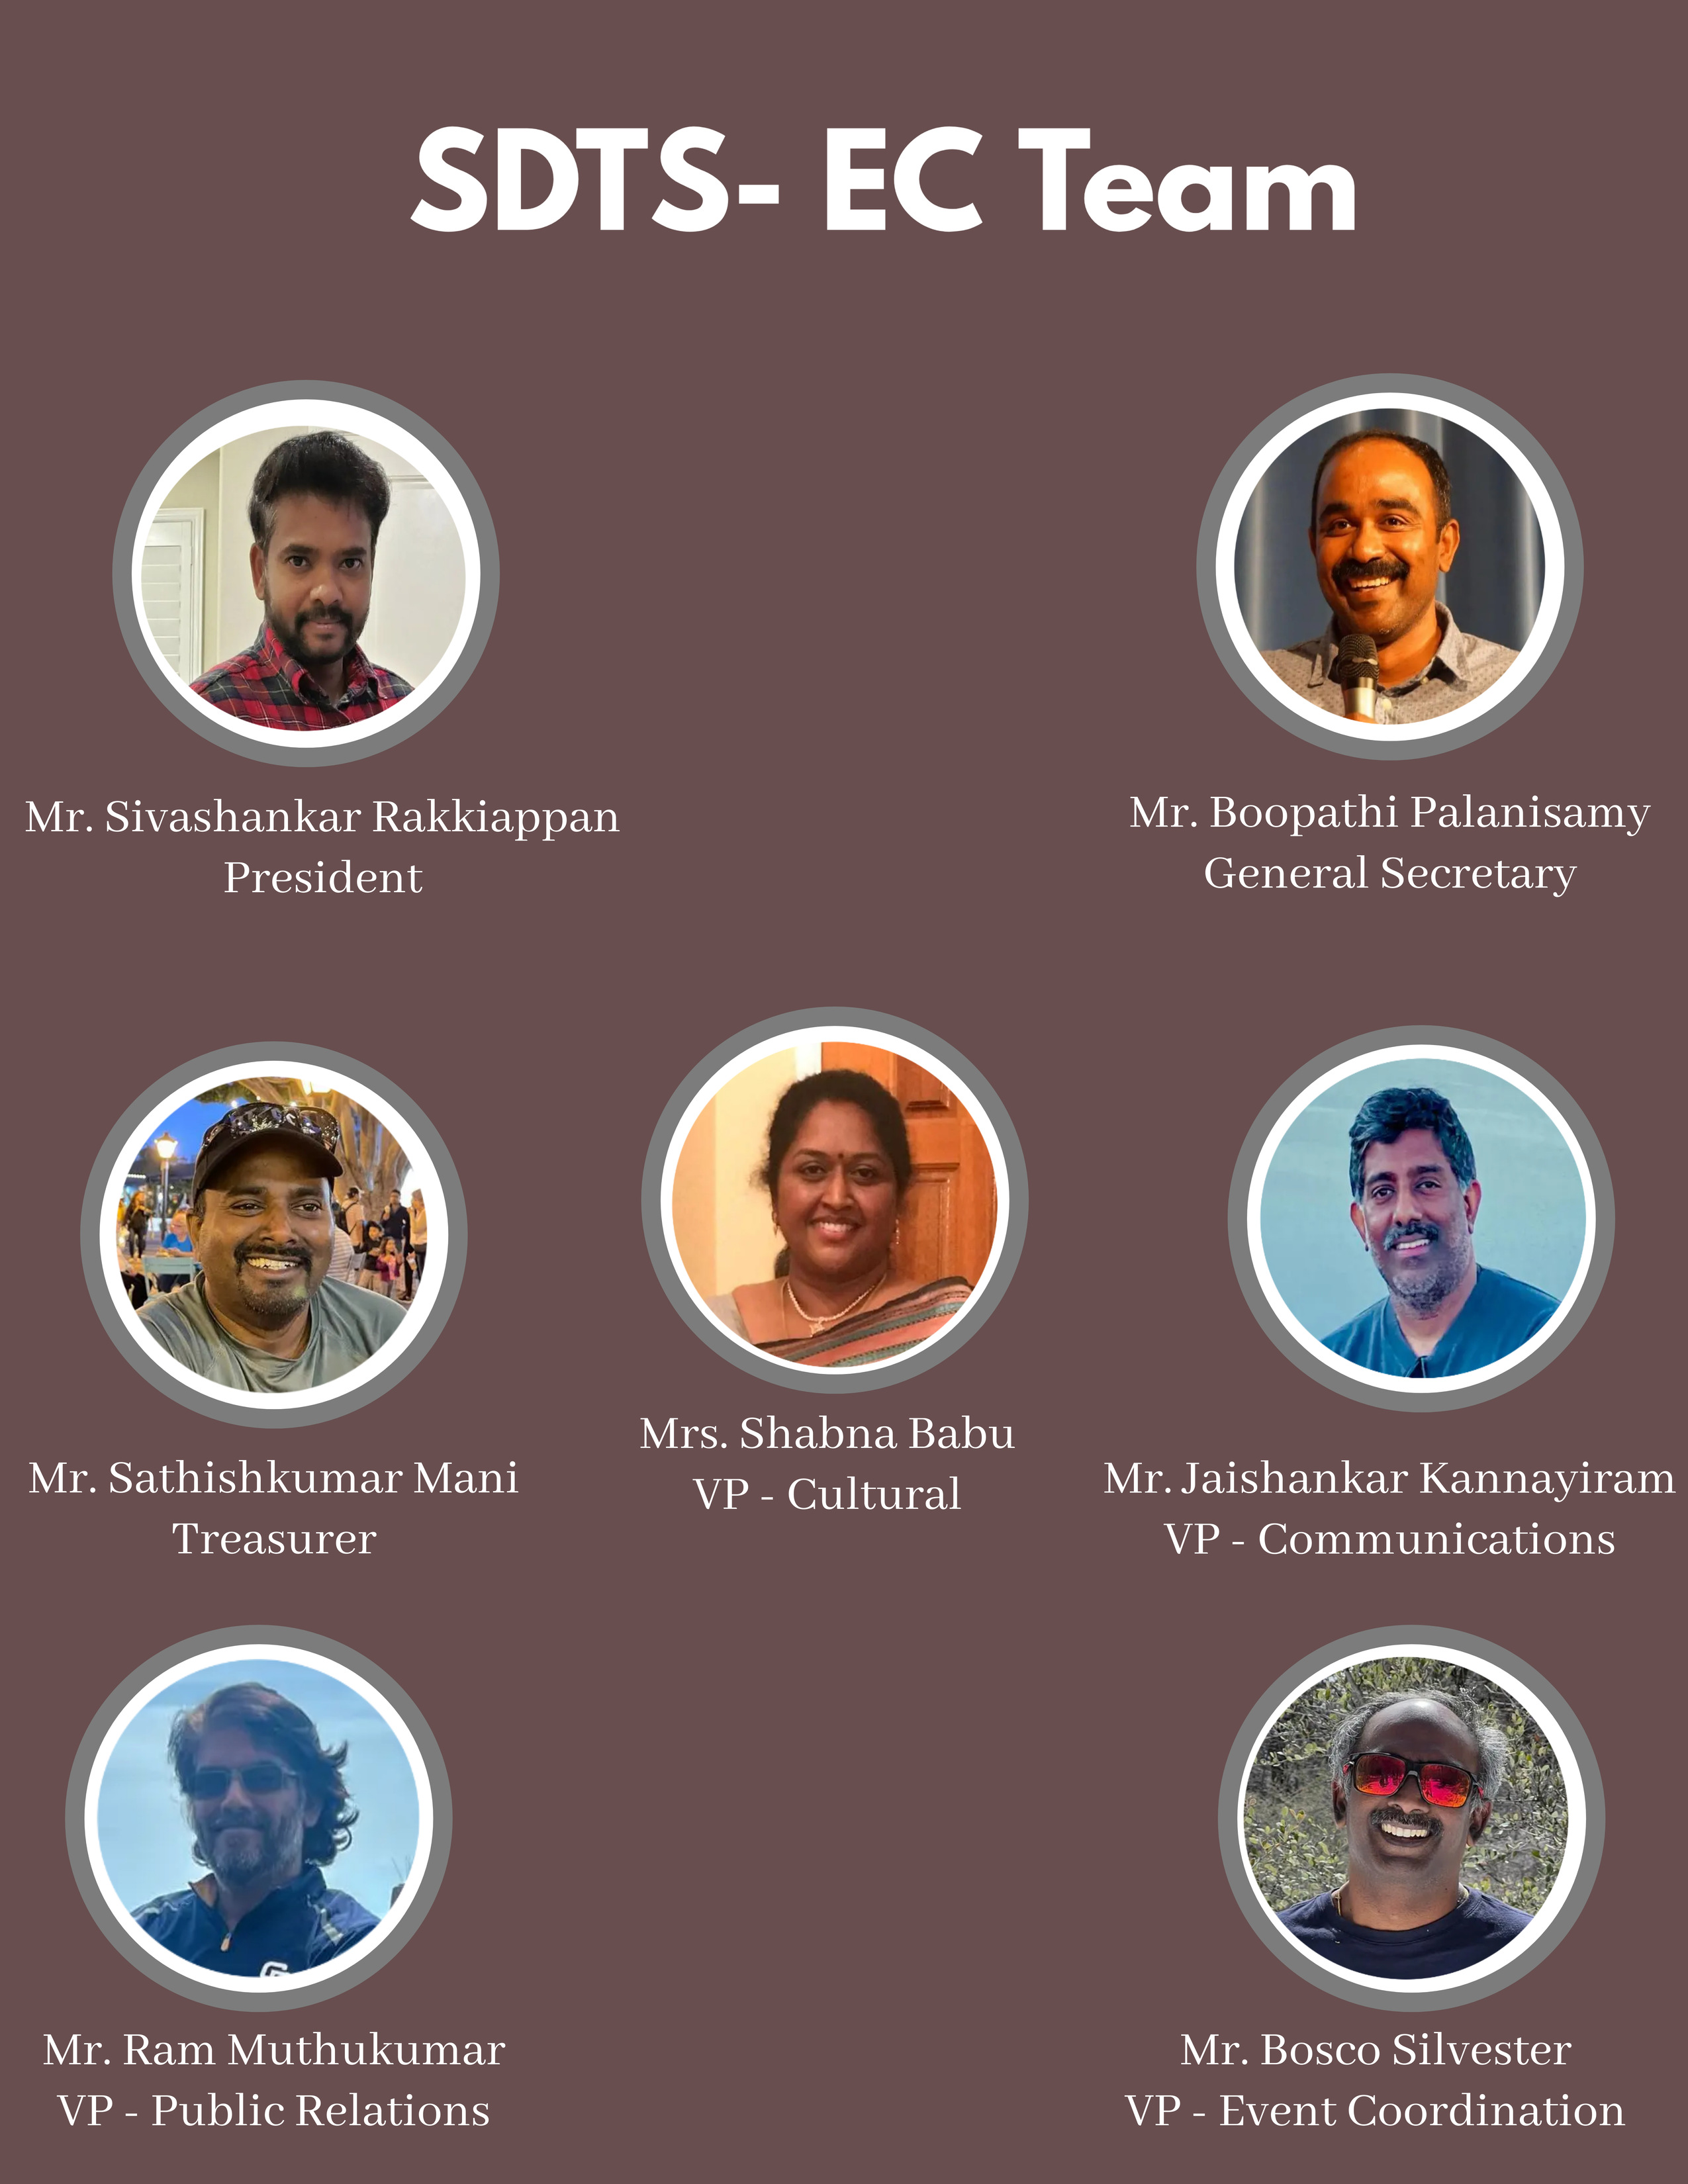 SDTS- EC Team
Mr. Sivashankar Rakkiappan
President
Mr. Boopathi Palanisamy
General Secretary
Mr. Sathishkumar Mani
Treasurer
Mrs. Shabna Babu
VP - Cultural
Mr. Jaishankar Kannayiram
VP - Communications
Mr. Ram Muthukumar
VP - Public Relations
Mr. Bosco Silvester
VP - Event Coordination